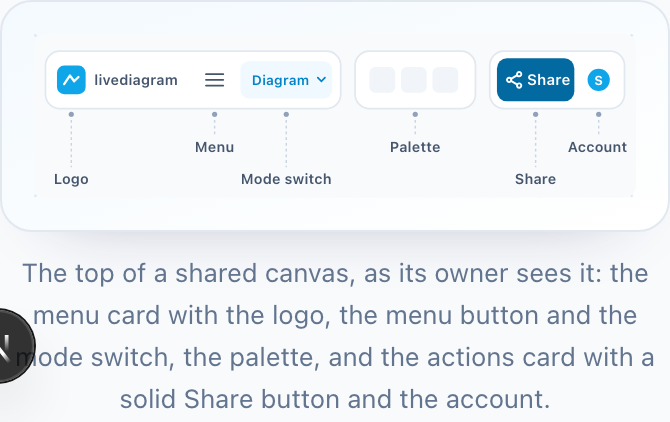 livediagram
Diagram
Share
S
Menu
Palette
Account
Logo
Mode switch
Share
The top of a shared canvas, as its owner sees it: the
menu card with the logo, the menu button and the
mode switch, the palette, and the actions card with a
solid Share button and the account.